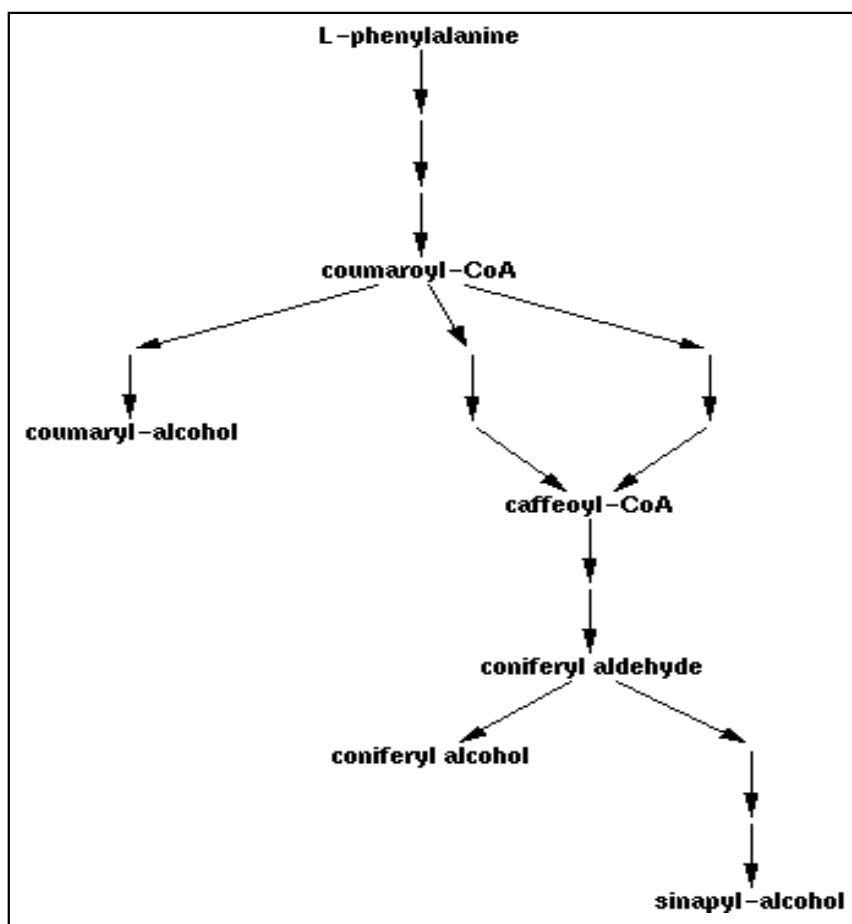 L-phenylalanine
coumaroyl-CoA
coumaryl-alcohol
caffeoyl-CoA
coniferyl aldehyde
coniferyl alcohol
sinapyl-alcohol